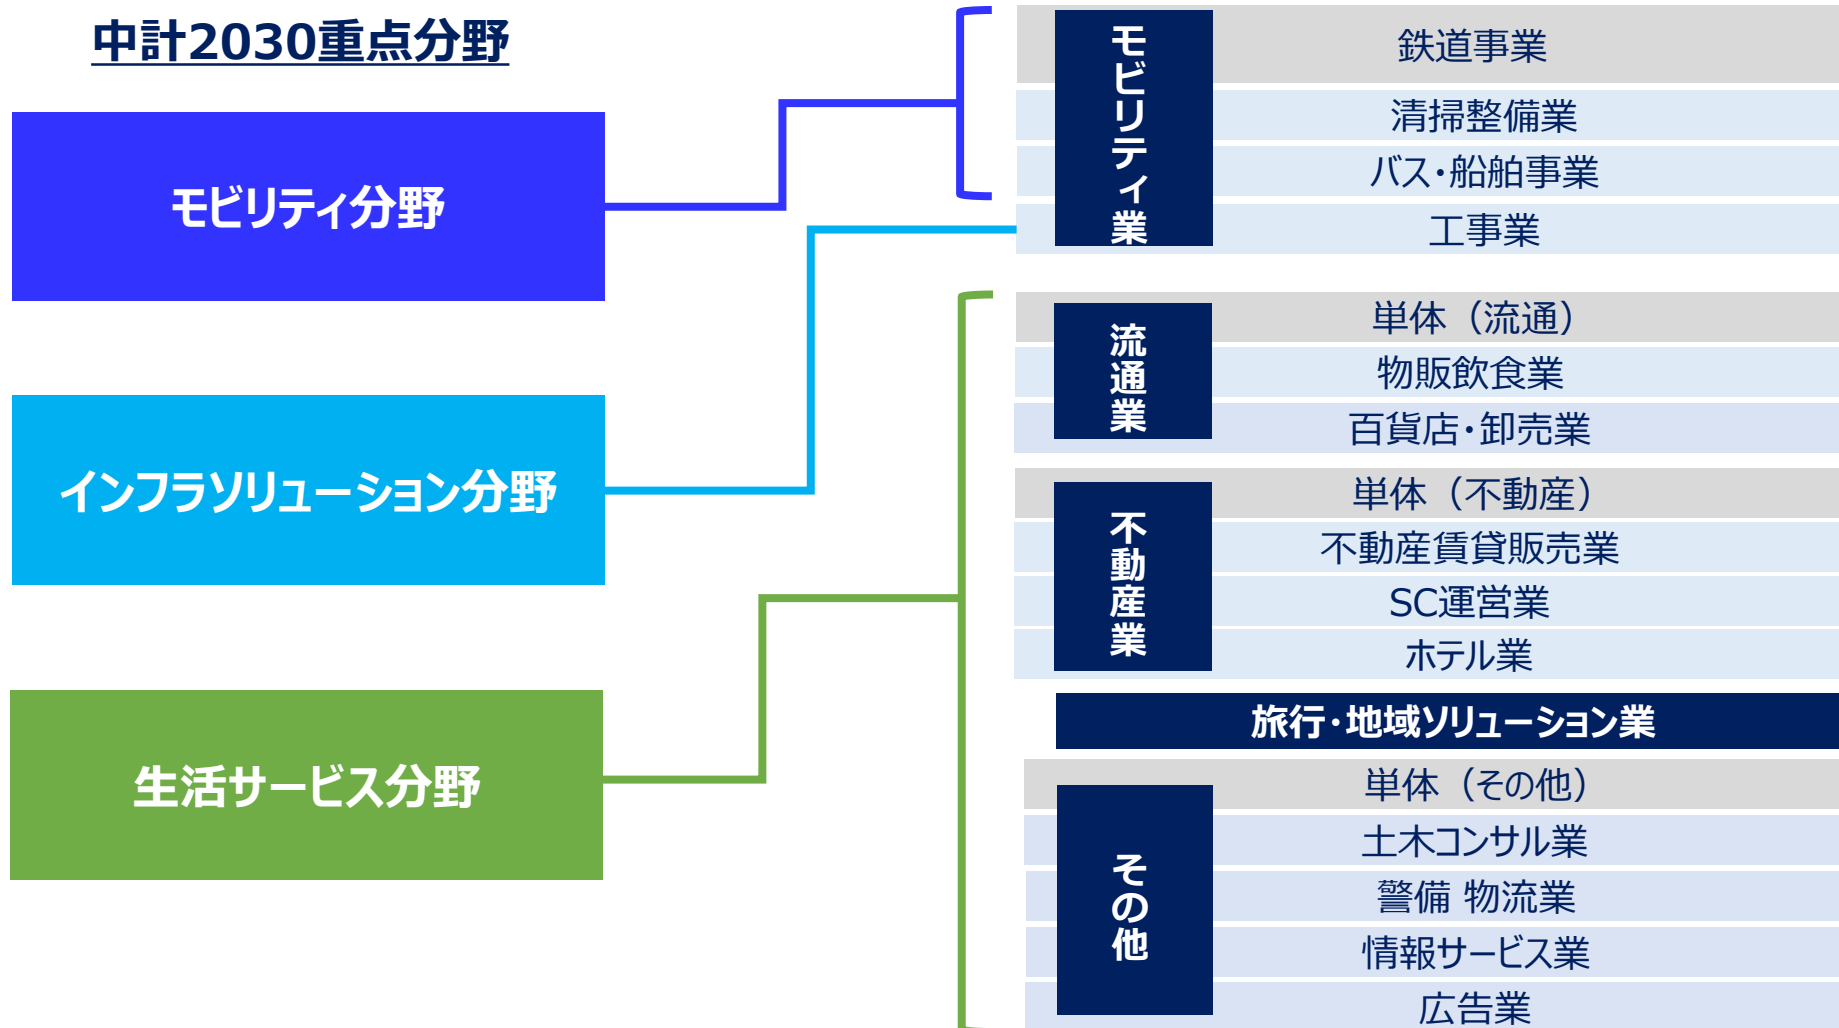 中計2030重点分野
モビリティ分野
インフラソリューション分野
生活サービス分野
モビリティ業
鉄道事業
清掃整備業
バス・船舶事業
工事業
流通業
単体（流通）
物販飲食業
百貨店・卸売業
不動産業
単体（不動産）
不動産賃貸販売業
SC運営業
ホテル業
旅行・地域ソリューション業
その他
単体（その他）
土木コンサル業
警備 物流業
情報サービス業
広告業